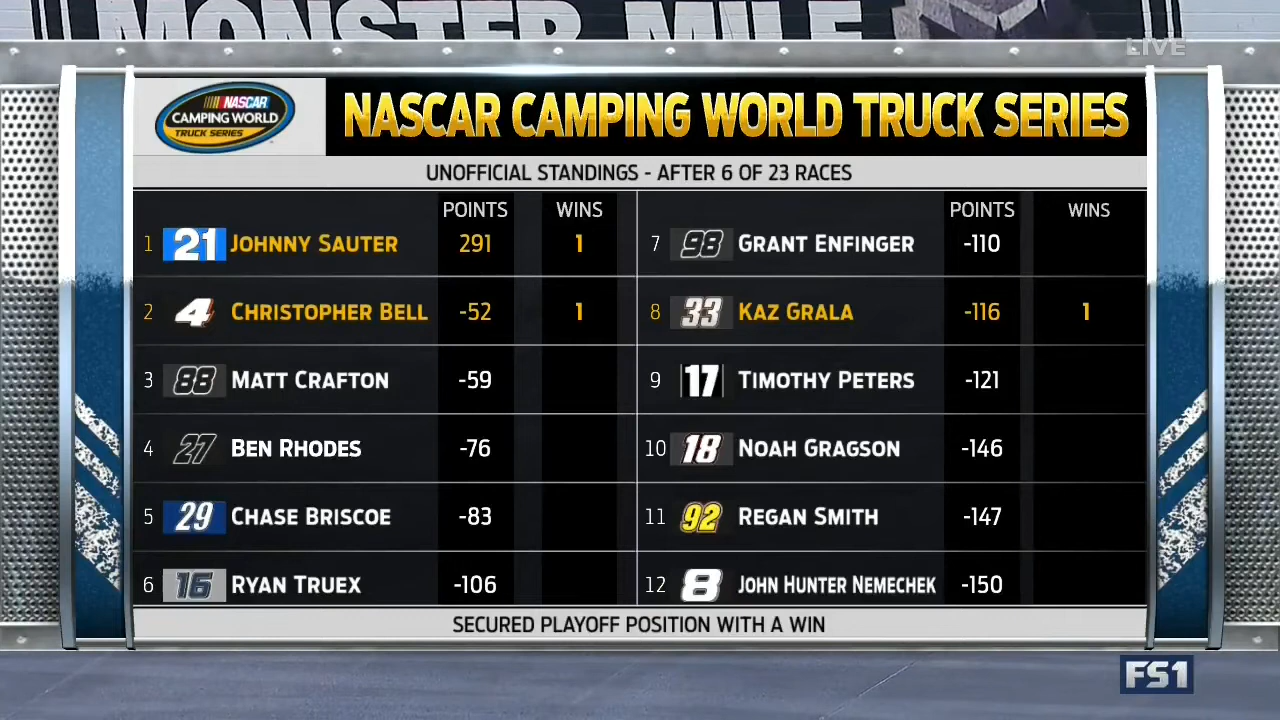 MONSTER MILE
LIVE
NASCAR
CAMPING WORLD
TRUCK SERIES
NASCAR CAMPING WORLD TRUCK SERIES
UNOFFICIAL STANDINGS - AFTER 6 OF 23 RACES
POINTS WINS
1 21 JOHNNY SAUTER 291 1
2 4 CHRISTOPHER BELL -52 1
3 88 MATT CRAFTON -59
4 27 BEN RHODES -76
5 29 CHASE BRISCOE -83
6 16 RYAN TRUEX -106
POINTS WINS
7 98 GRANT ENFINGER -110
8 33 KAZ GRALA -116 1
9 17 TIMOTHY PETERS -121
10 18 NOAH GRAGSON -146
11 92 REGAN SMITH -147
12 8 JOHN HUNTER NEMECHEK -150
SECURED PLAYOFF POSITION WITH A WIN
FS1